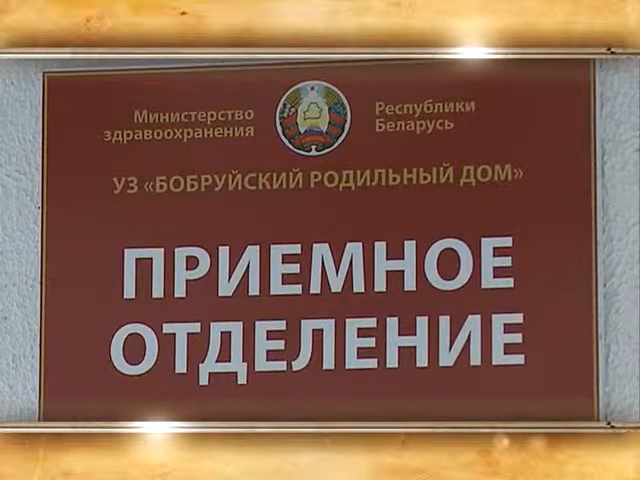 Министерство здравоохранения
Республики Беларусь
УЗ «БОБРУЙСКИЙ РОДИЛЬНЫЙ ДОМ»
ПРИЕМНОЕ
ОТДЕЛЕНИЕ